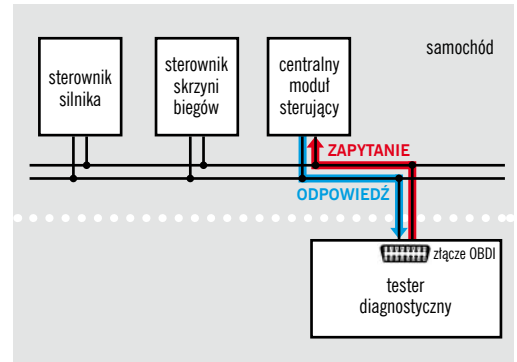 sterownik
silnika
sterownik
skrzyni
biegów
centralny
moduł
sterujący
samochód
ZAPYTANIE
ODPOWIEDŹ
złącze OBDI
tester
diagnostyczny